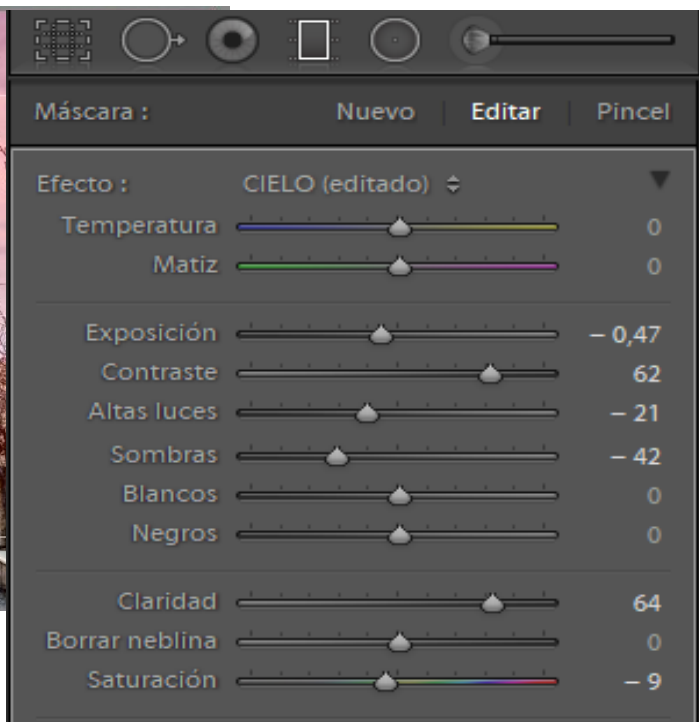 Máscara : Nuevo Editar Pincel
Efecto : CIELO (editado)
Temperatura 0
Matiz 0
Exposición – 0,47
Contraste 62
Altas luces – 21
Sombras – 42
Blancos 0
Negros 0
Claridad 64
Borrar neblina 0
Saturación – 9